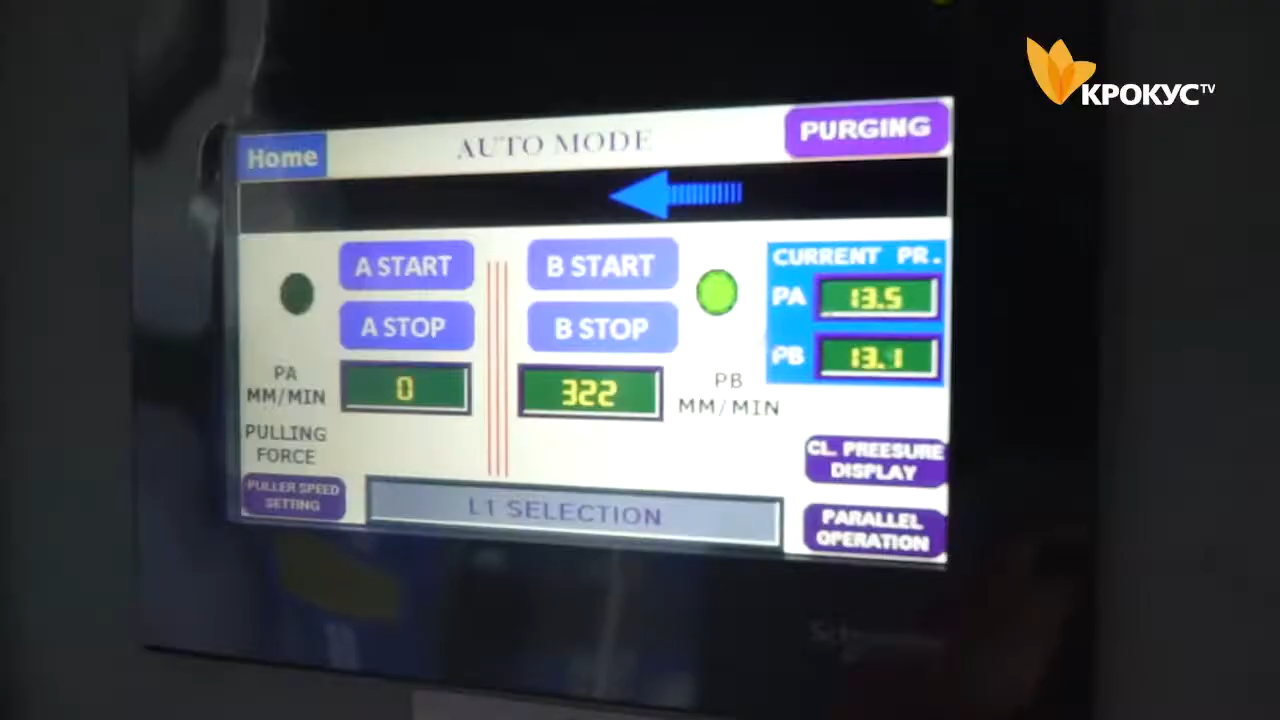 КРОКУС TV
Home
AUTO MODE
PURGING
A START
B START
CURRENT PR.
PA
13.5
A STOP
B STOP
PB
13.1
PA
MM/MIN
0
322
PB
MM/MIN
PULLING
FORCE
CL. PREESURE
DISPLAY
PULLER SPEED
SETTING
L1 SELECTION
PARALLEL
OPERATION